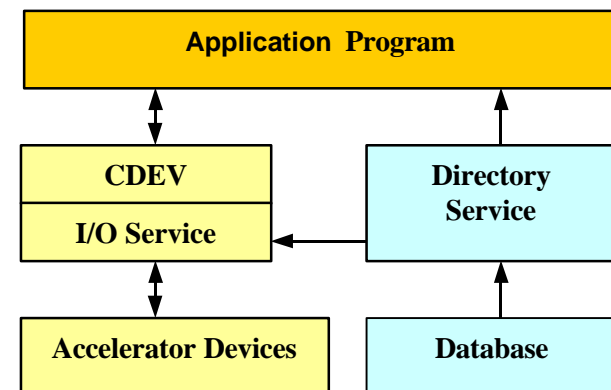 Application Program
CDEV
Directory
Service
I/O Service
Accelerator Devices
Database